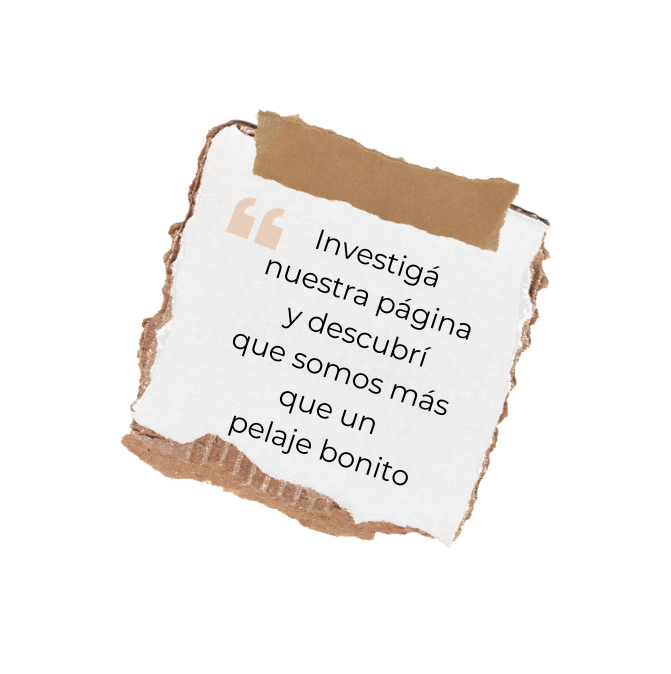 “ Investigá
nuestra página
y descubrí
que somos más
que un
pelaje bonito